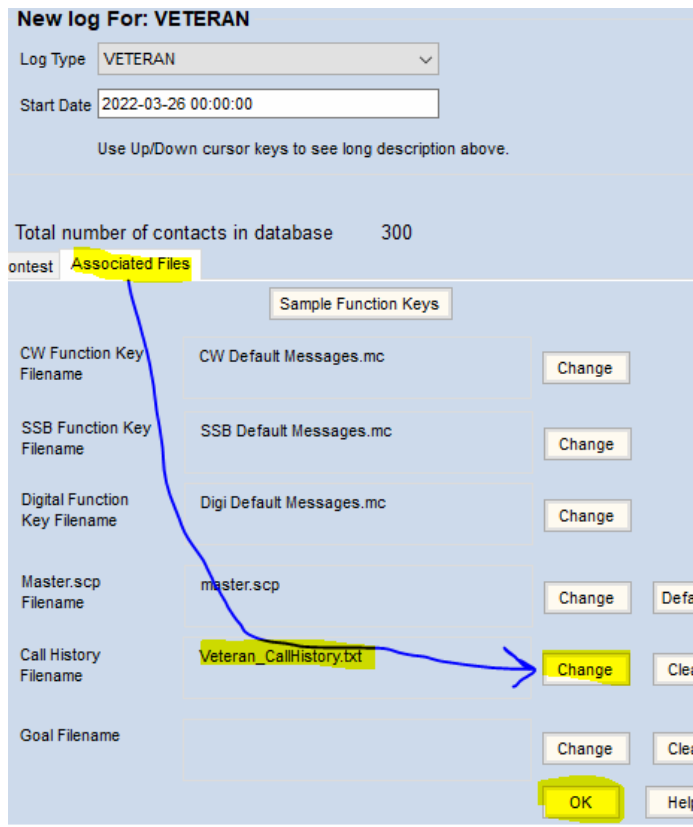 New log For: VETERAN
Log Type VETERAN
Start Date 2022-03-26 00:00:00
Use Up/Down cursor keys to see long description above.
Total number of contacts in database 300
ontest Associated Files
Sample Function Keys
CW Function Key
Filename
CW Default Messages.mc
Change
SSB Function Key
Filename
SSB Default Messages.mc
Change
Digital Function
Key Filename
Digi Default Messages.mc
Change
Master.scp
Filename
master.scp
Change Defa
Call History
Filename
Veteran_CallHistory.txt
Change Clea
Goal Filename
Change Clea
OK Help